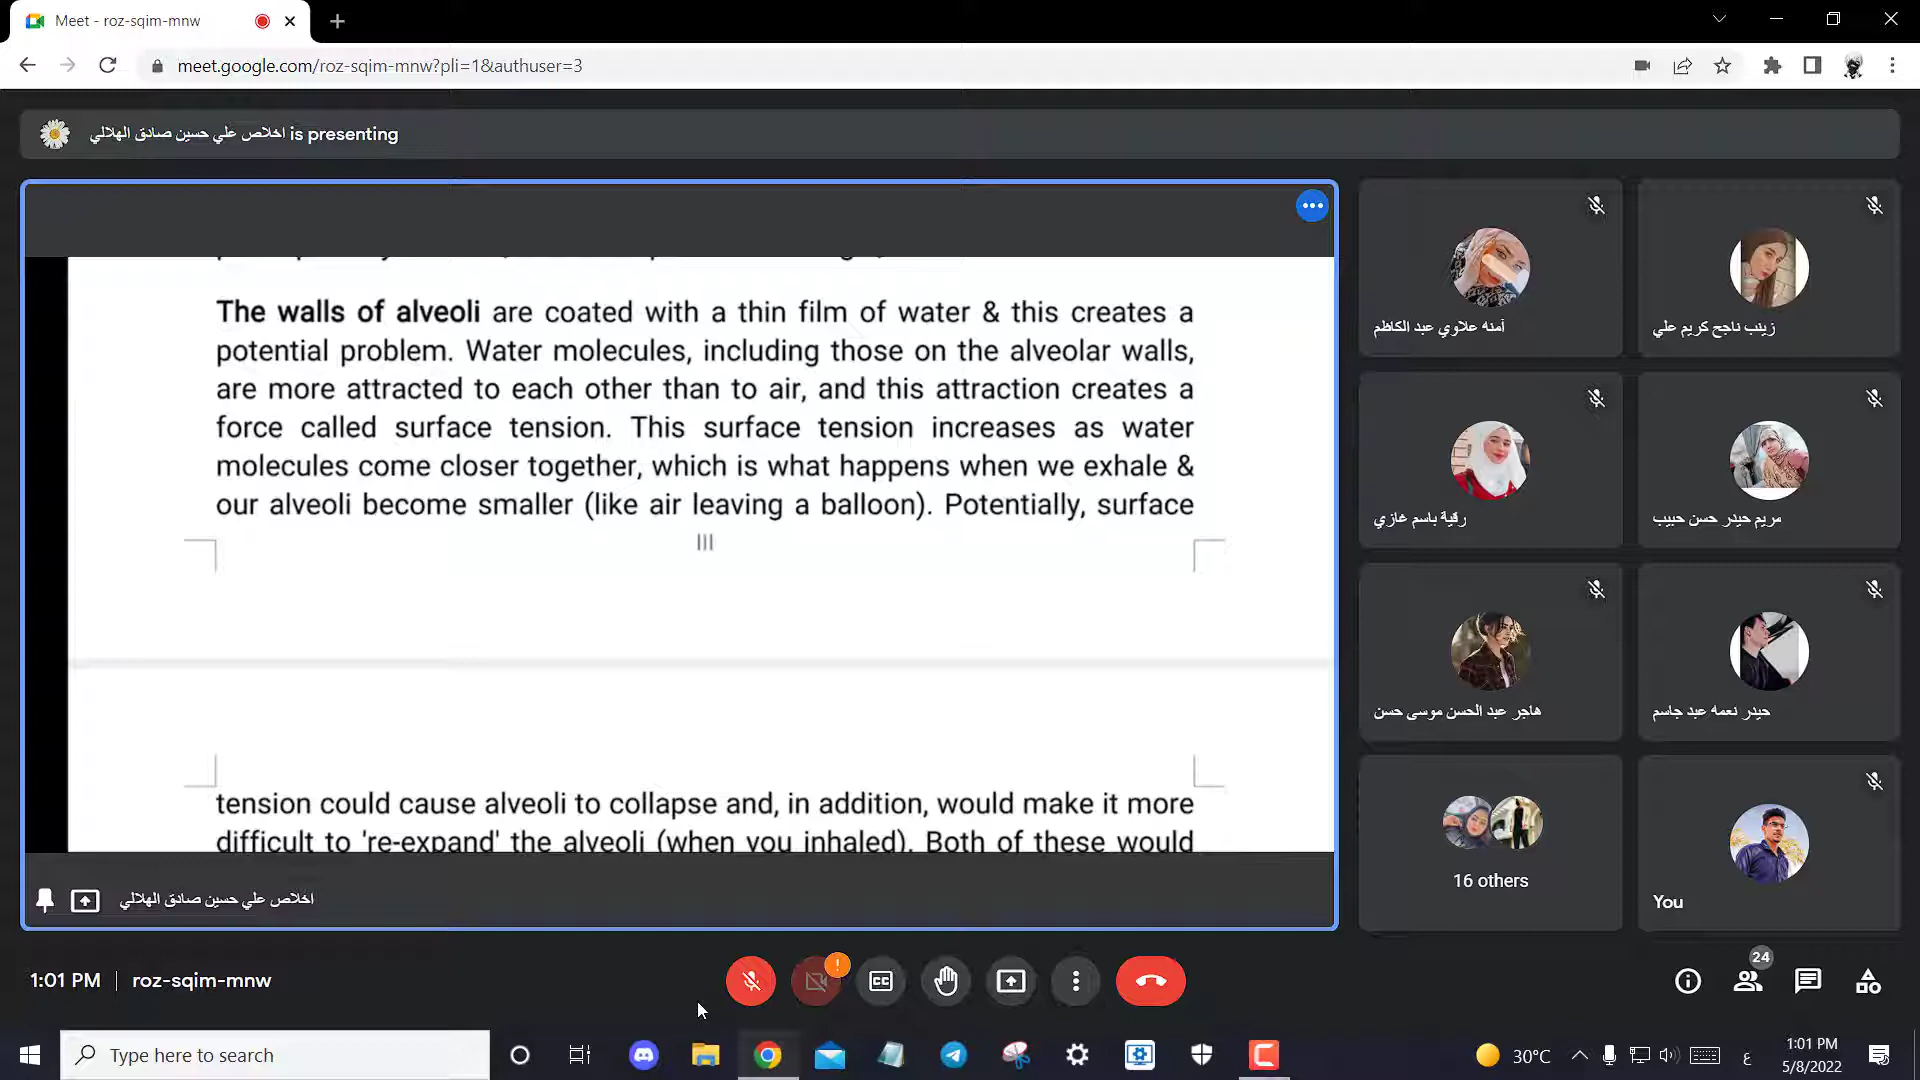 Meet - roz-sqim-mnw
meet.google.com/roz-sqim-mnw?pli=1&authuser=3
اخلاص علي حسين صادق الهلالي is presenting
The walls of alveoli are coated with a thin film of water & this creates a
potential problem. Water molecules, including those on the alveolar walls,
are more attracted to each other than to air, and this attraction creates a
force called surface tension. This surface tension increases as water
molecules come closer together, which is what happens when we exhale &
our alveoli become smaller (like air leaving a balloon). Potentially, surface
III
tension could cause alveoli to collapse and, in addition, would make it more
difficult to 're-expand' the alveoli (when you inhaled). Both of these would
اخلاص علي حسين صادق الهلالي
آمنه علاوي عبد الكاظم
زينب ناجح كريم علي
رقية باسم غازي
مريم حيدر حسن حبيب
هاجر عبد الحسن موسى حسن
حيدر نعمه عبد جاسم
16 others
You
1:01 PM | roz-sqim-mnw
!
CC
24
Type here to search
30°C
ع
1:01 PM
5/8/2022